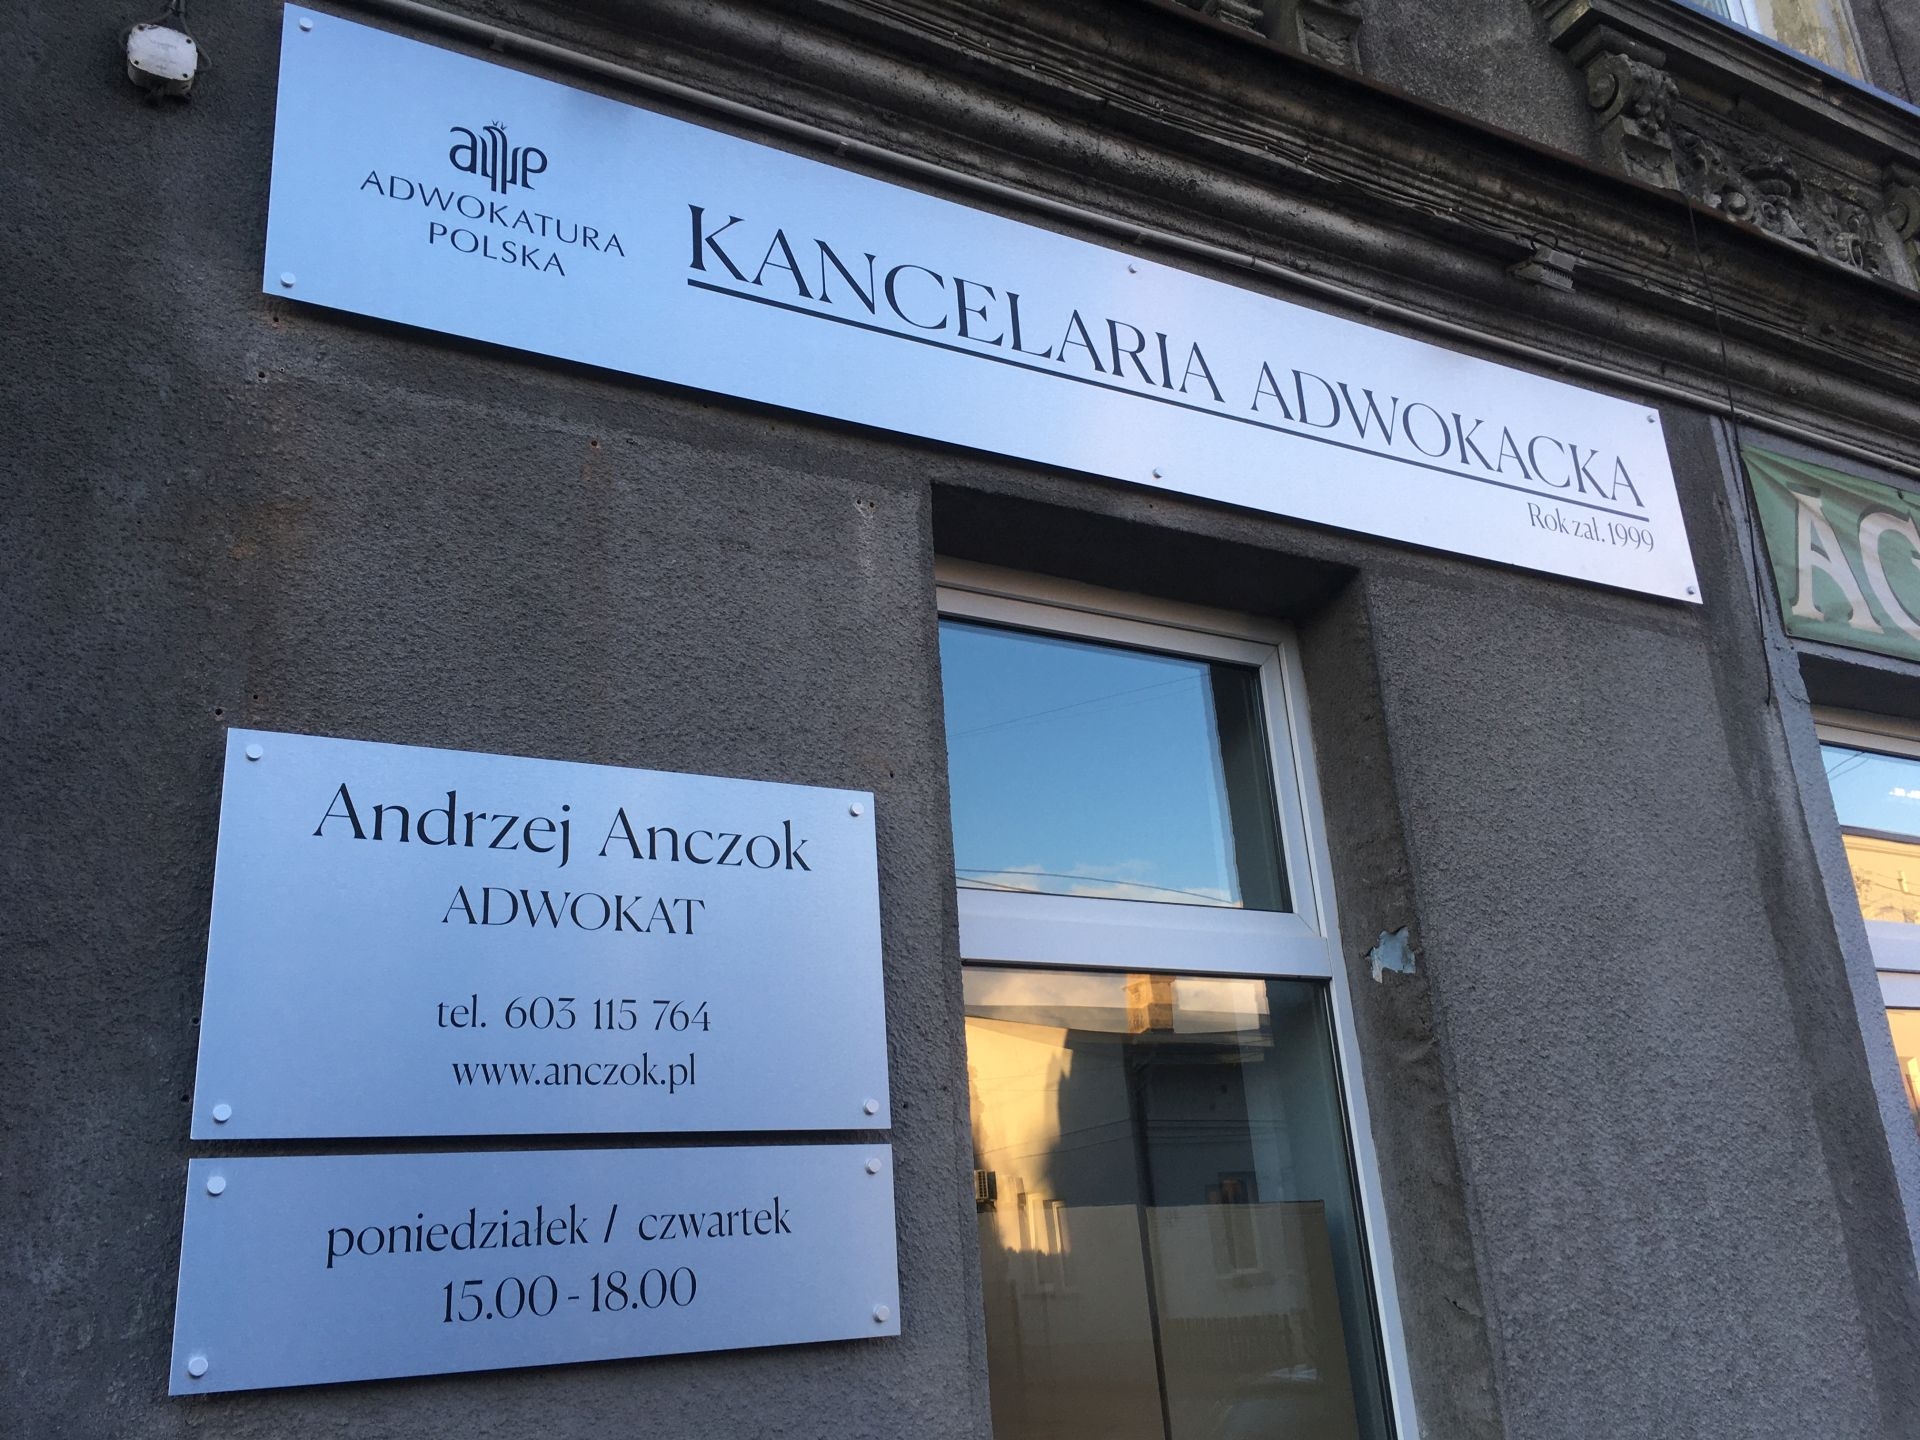 ADWOKATURA
POLSKA
KANCELARIA ADWOKACKA
Rok zał. 1999
Andrzej Anczok
ADWOKAT
tel. 603 115 764
www.anczok.pl
poniedziałek / czwartek
15.00 - 18.00